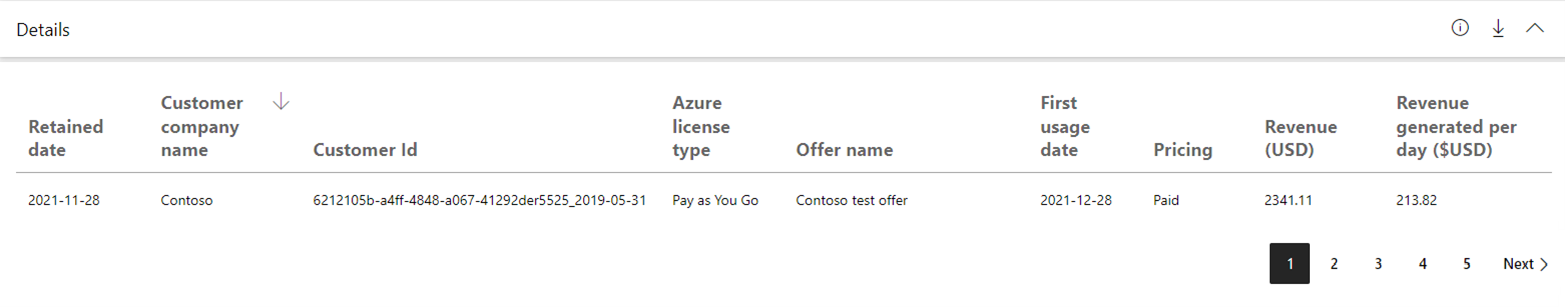 Details
Retained date
Customer company name
Customer Id
Azure license type
Offer name
First usage date
Pricing
Revenue (USD)
Revenue generated per day ($USD)
2021-11-28 Contoso 6212105b-a4ff-4848-a067-41292der5525_2019-05-31 Pay as You Go Contoso test offer 2021-12-28 Paid 2341.11 213.82
1 2 3 4 5 Next